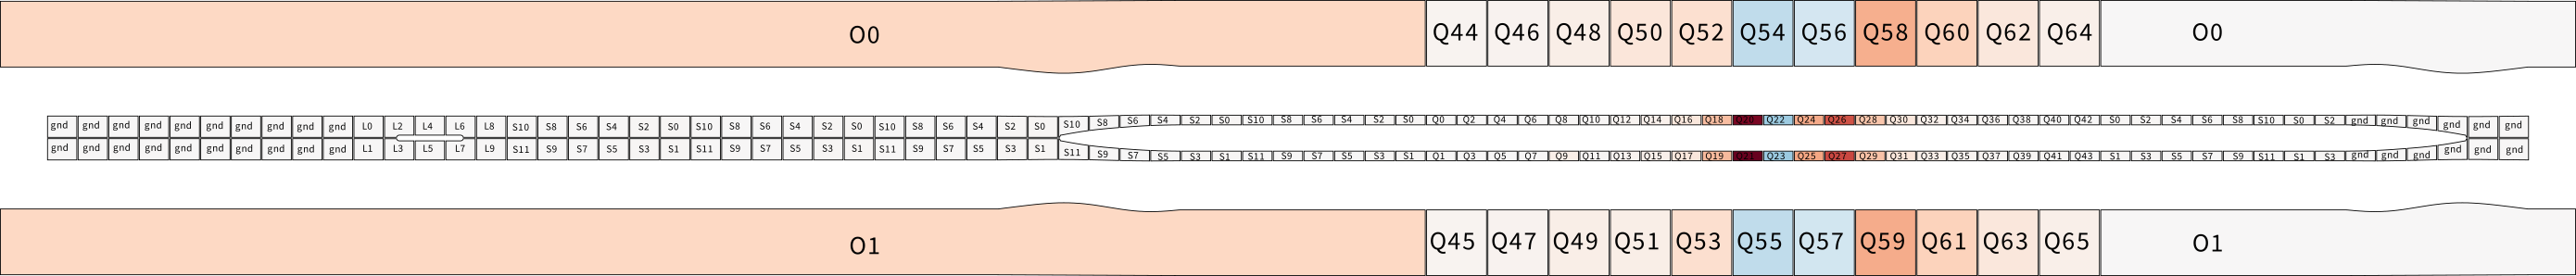 O0 Q44 Q46 Q48 Q50 Q52 Q54 Q56 Q58 Q60 Q62 Q64 O0
gnd gnd gnd gnd gnd gnd gnd gnd gnd gnd L0 L2 L4 L6 L8 S10 S8 S6 S4 S2 S0 S10 S8 S6 S4 S2 S0 S10 S8 S6 S4 S2 S0 S10 S8 S6 S4 S2 S0 S10 S8 S6 S4 S2 S0 Q0 Q2 Q4 Q6 Q8 Q10 Q12 Q14 Q16 Q18 Q20 Q22 Q24 Q26 Q28 Q30 Q32 Q34 Q36 Q38 Q40 Q42 S0 S2 S4 S6 S8 S10 S0 S2 gnd gnd gnd gnd gnd gnd
gnd gnd gnd gnd gnd gnd gnd gnd gnd gnd L1 L3 L5 L7 L9 S11 S9 S7 S5 S3 S1 S11 S9 S7 S5 S3 S1 S11 S9 S7 S5 S3 S1 S11 S9 S7 S5 S3 S1 S11 S9 S7 S5 S3 S1 Q1 Q3 Q5 Q7 Q9 Q11 Q13 Q15 Q17 Q19 Q21 Q23 Q25 Q27 Q29 Q31 Q33 Q35 Q37 Q39 Q41 Q43 S1 S3 S5 S7 S9 S11 S1 S3 gnd gnd gnd gnd gnd gnd
O1 Q45 Q47 Q49 Q51 Q53 Q55 Q57 Q59 Q61 Q63 Q65 O1